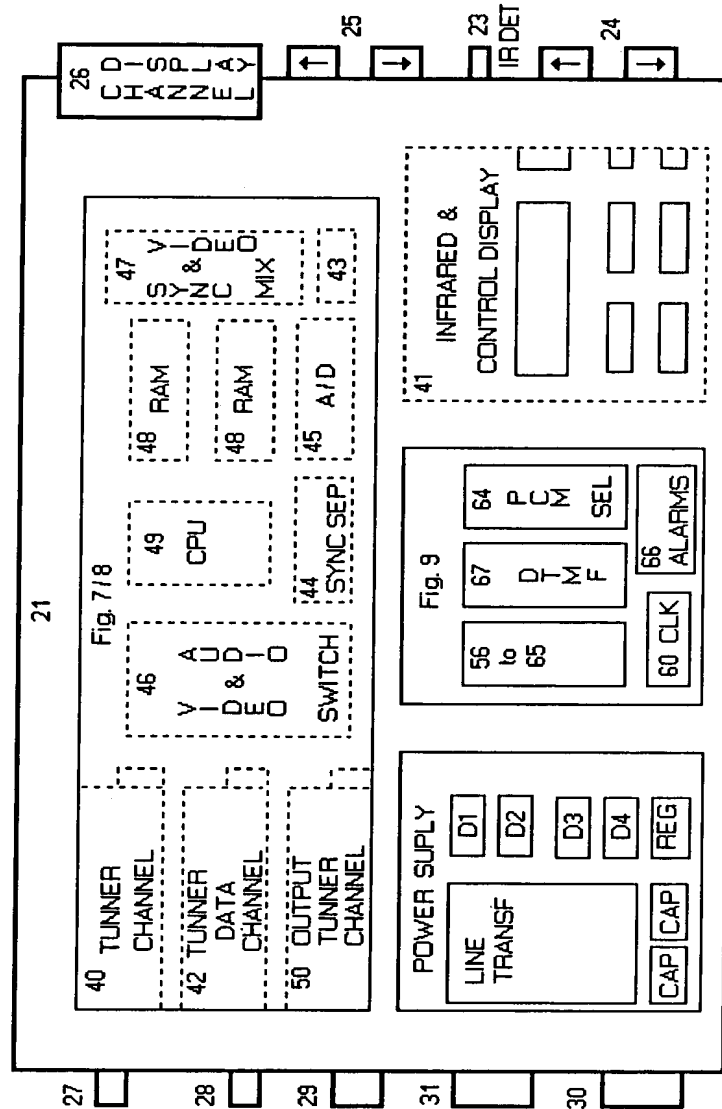 21
26 DISPLAY
CHANNEL
25
23
IR DET
24
Fig. 7/8
40 TUNNER
CHANNEL
42 TUNNER
DATA
CHANNEL
50 OUTPUT
TUNNER
CHANNEL
46 VIDEO & AUDIO
SWITCH
49
CPU
44
SYNC SEP
48 RAM
48 RAM
45 A/D
47 SYNC & VIDEO
MIX
43
27
28
29
31
30
POWER SUPLY
LINE
TRANSF
D1
D2
D3
D4
REG
CAP
CAP
Fig. 9
56
to
65
67 DTMF
64 PCM
SEL
60 CLK
66
ALARMS
41
INFRARED &
CONTROL DISPLAY